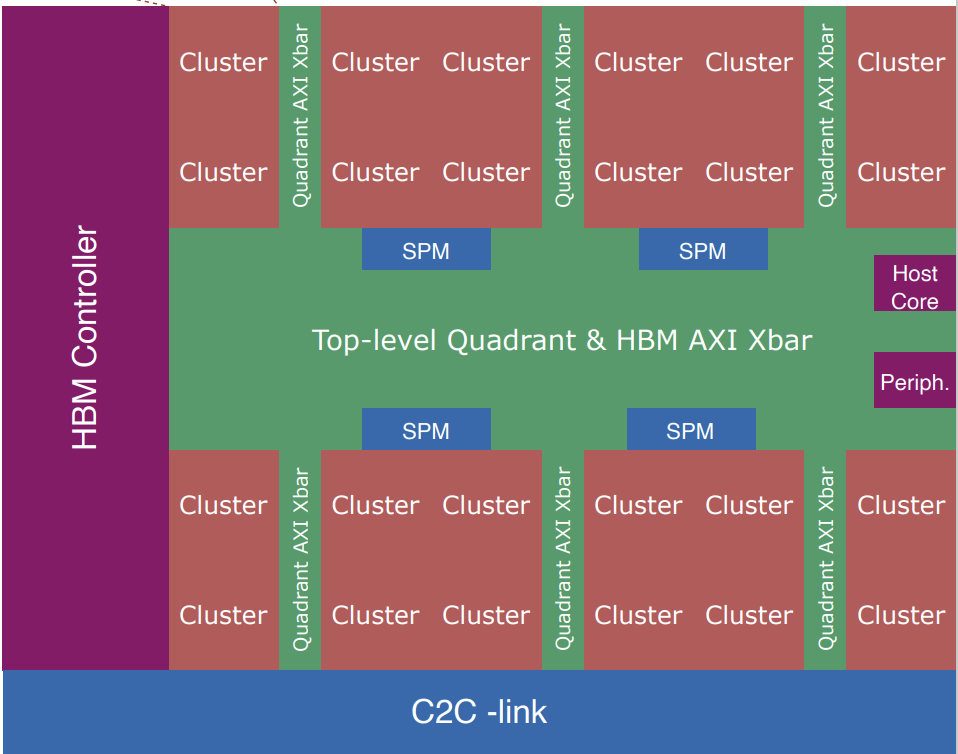 HBM Controller
Cluster
Quadrant AXI Xbar
Cluster
Cluster
Quadrant AXI Xbar
Cluster
Cluster
Quadrant AXI Xbar
Cluster
Cluster
Cluster
Cluster
Cluster
Cluster
Cluster
SPM
SPM
Host
Core
Top-level Quadrant & HBM AXI Xbar
Periph.
SPM
SPM
Cluster
Quadrant AXI Xbar
Cluster
Cluster
Quadrant AXI Xbar
Cluster
Cluster
Quadrant AXI Xbar
Cluster
Cluster
Cluster
Cluster
Cluster
Cluster
Cluster
C2C -link